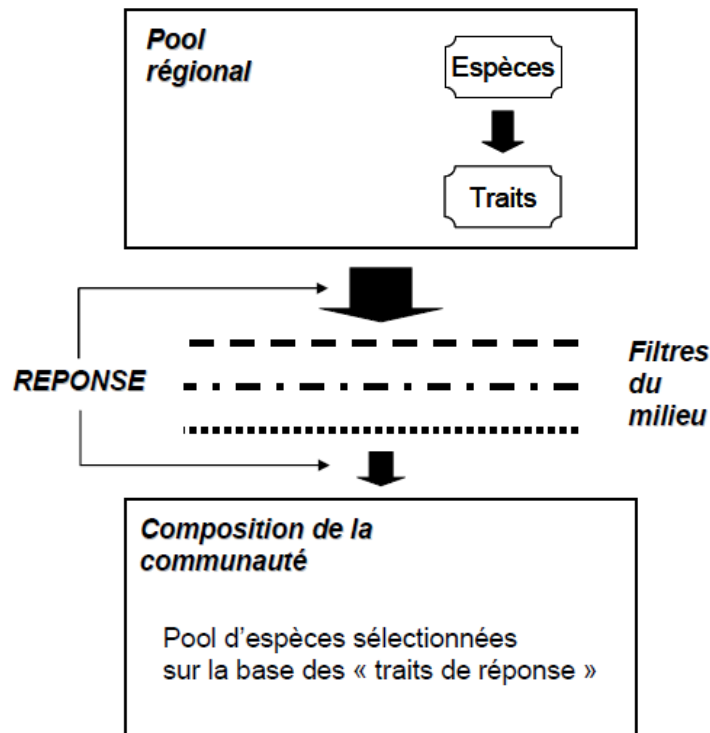 Pool
régional
Espèces
Traits
REPONSE
Filtres
du
milieu
Composition de la
communauté
Pool d'espèces sélectionnées
sur la base des « traits de réponse »